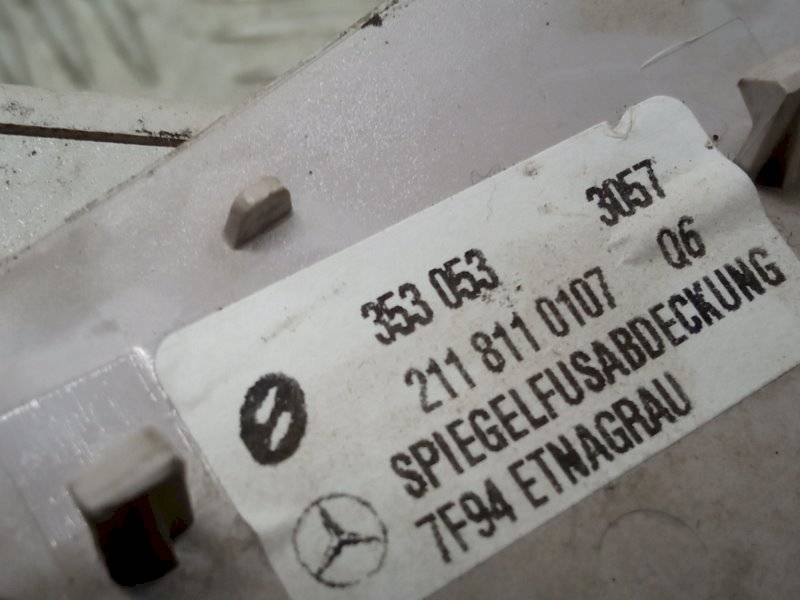 353 053 3057
211 811 0107 Q6
SPIEGELFUSABDECKUNG
7F94 ETNAGRAU